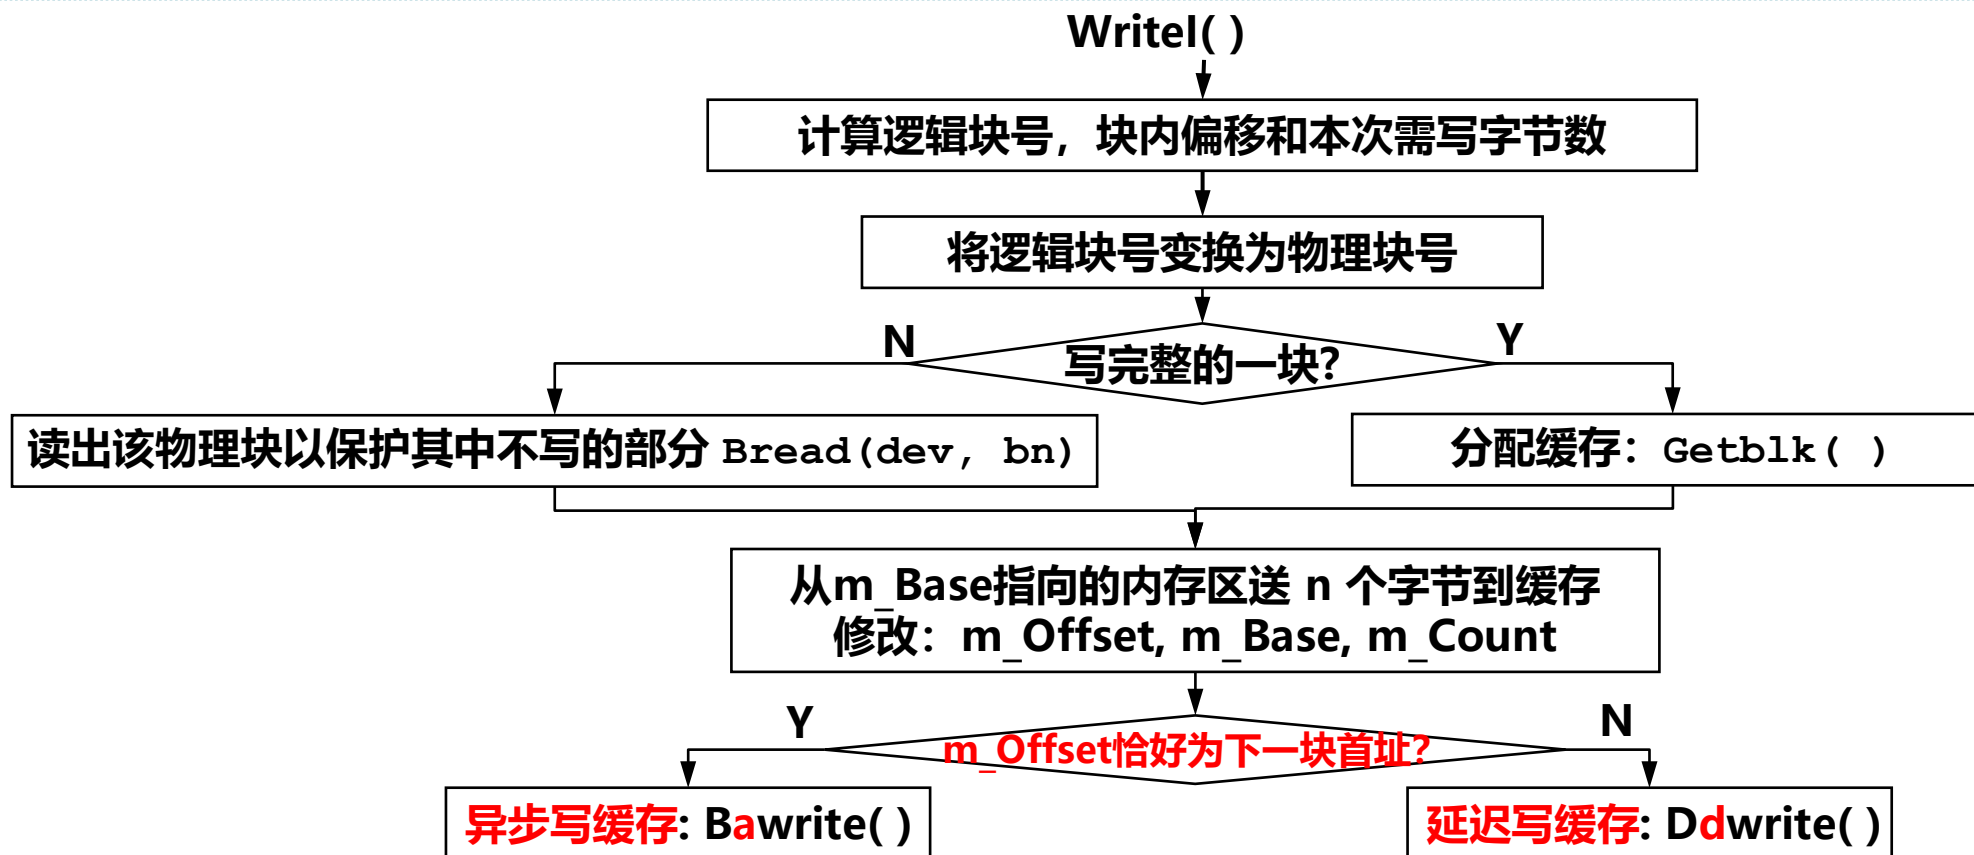 WriteI( )
计算逻辑块号，块内偏移和本次需写字节数
将逻辑块号变换为物理块号
N
Y
写完整的一块?
读出该物理块以保护其中不写的部分 Bread(dev, bn)
分配缓存：Getblk( )
从m_Base指向的内存区送 n 个字节到缓存
修改：m_Offset, m_Base, m_Count
Y
N
m_Offset恰好为下一块首址?
异步写缓存: Bawrite( )
延迟写缓存: Ddwrite( )